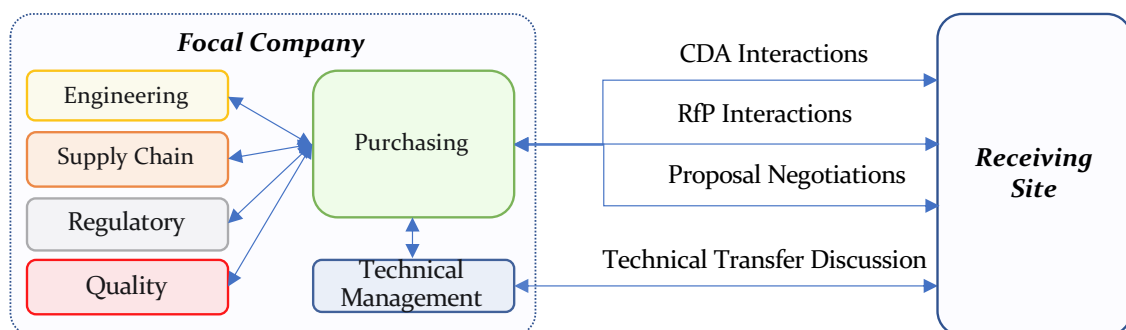 Focal Company
Engineering
Supply Chain
Regulatory
Quality
Purchasing
Technical
Management
CDA Interactions
RfP Interactions
Proposal Negotiations
Technical Transfer Discussion
Receiving
Site